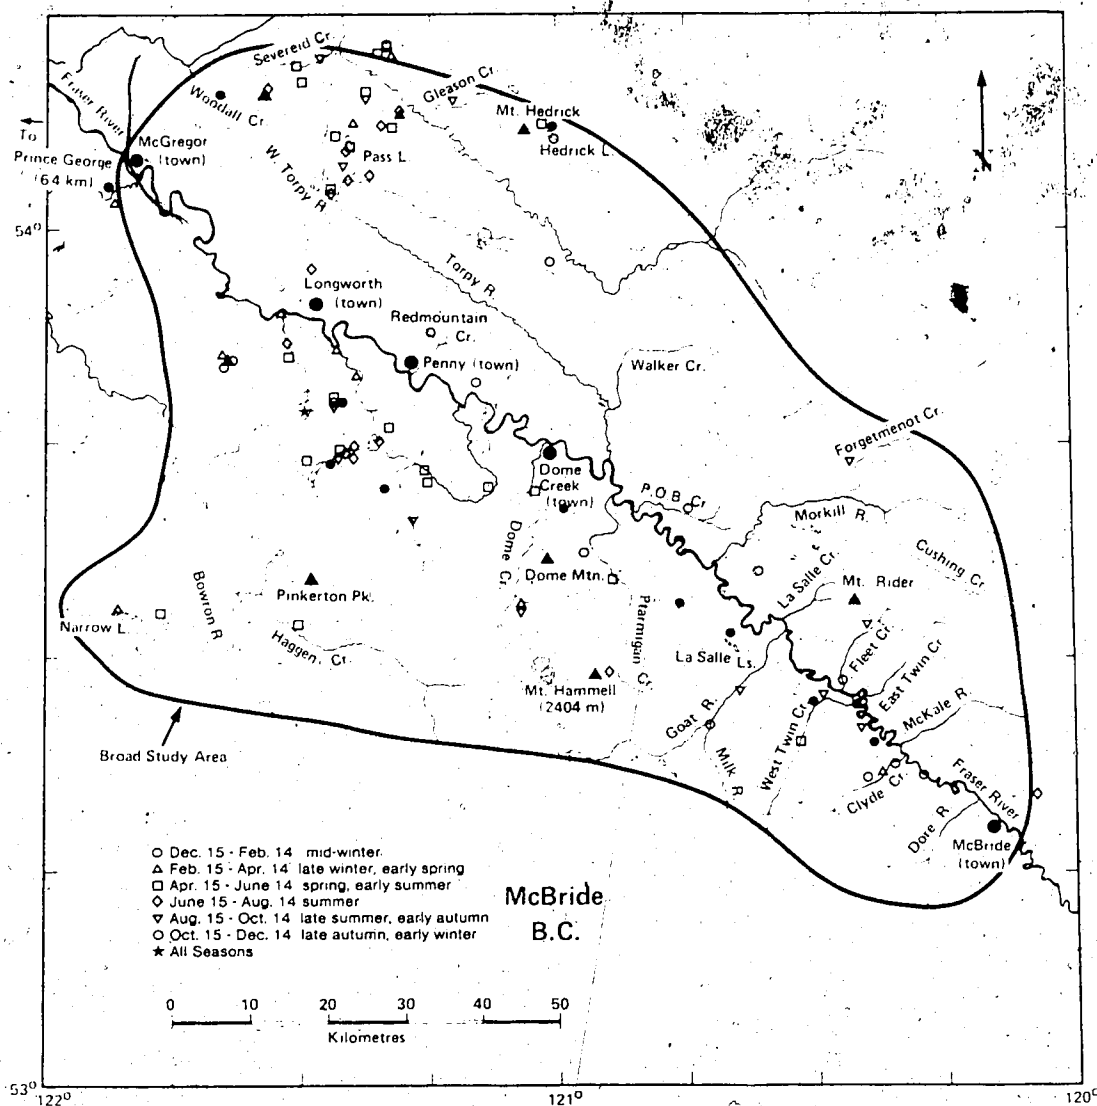 Severeid Cr.
Fraser River
Woodall Cr.
Gleason Cr.
Mt. Hedrick
Hedrick L.
To
Prince George
(64 km)
McGregor
(town)
Pass L.
W. Torpy R.
54°
Torpy R.
Longworth
(town)
Redmountain
Cr.
Penny (town)
Walker Cr.
Forgetmenot Cr.
Dome
Creek
(town)
P.O.B. Cr.
Morkill R.
Cushing Cr.
Dome Cr.
Dome Mtn.
La Salle Cr.
Mt. Rider
Pinkerton Pk.
Bowron R.
Narrow L.
Haggen Cr.
Ptarmigan Cr.
La Salle Ls.
Fleet Cr.
East Twin Cr.
Mt. Hammell
(2404 m)
Goat R.
Milk R.
West Twin Cr.
McKale R.
Clyde Cr.
Fraser River
Dore R.
McBride
(town)
Broad Study Area
Dec. 15 - Feb. 14 mid-winter
Feb. 15 - Apr. 14 late winter, early spring
Apr. 15 - June 14 spring, early summer
June 15 - Aug. 14 summer
Aug. 15 - Oct. 14 late summer, early autumn
Oct. 15 - Dec. 14 late autumn, early winter
All Seasons
McBride
B.C.
0 10 20 30 40 50
Kilometres
53°
122° 121° 120°